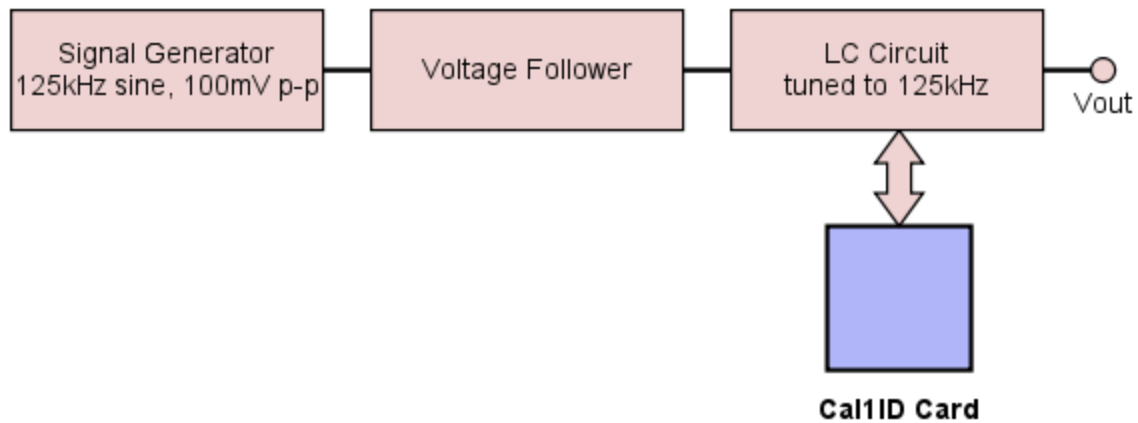 Signal Generator
125kHz sine, 100mV p-p
Voltage Follower
LC Circuit
tuned to 125kHz
Vout
Cal1ID Card